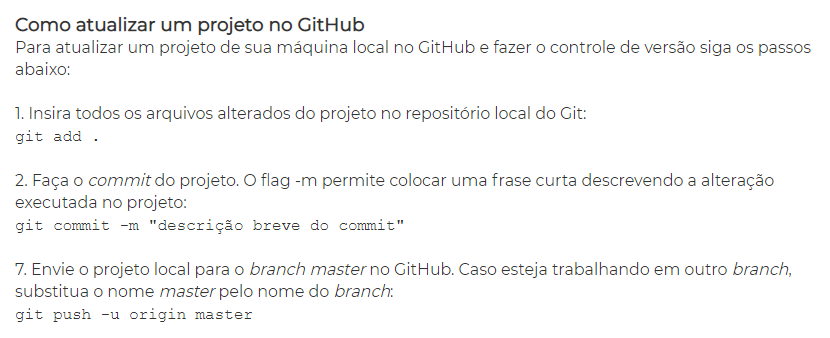 Como atualizar um projeto no GitHub
Para atualizar um projeto de sua máquina local no GitHub e fazer o controle de versão siga os passos
abaixo:
1. Insira todos os arquivos alterados do projeto no repositório local do Git:
git add .
2. Faça o commit do projeto. O flag -m permite colocar uma frase curta descrevendo a alteração
executada no projeto:
git commit -m "descrição breve do commit"
7. Envie o projeto local para o branch master no GitHub. Caso esteja trabalhando em outro branch,
substitua o nome master pelo nome do branch:
git push -u origin master